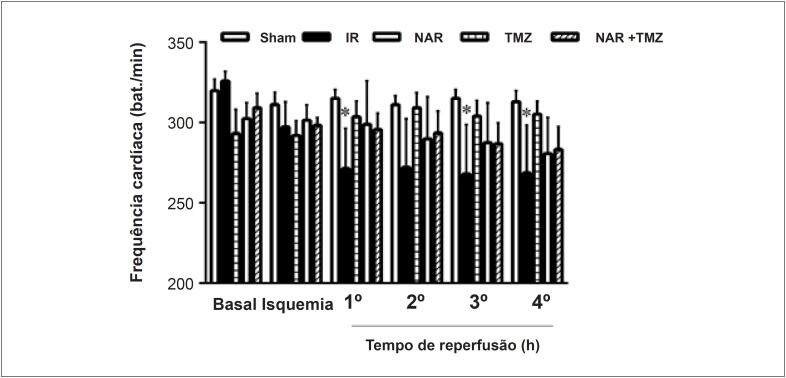 Sham IR NAR TMZ NAR +TMZ
Frequência cardíaca (bat./min)
350
300
250
200
* * *
Basal Isquemia 1º 2º 3º 4º
Tempo de reperfusão (h)